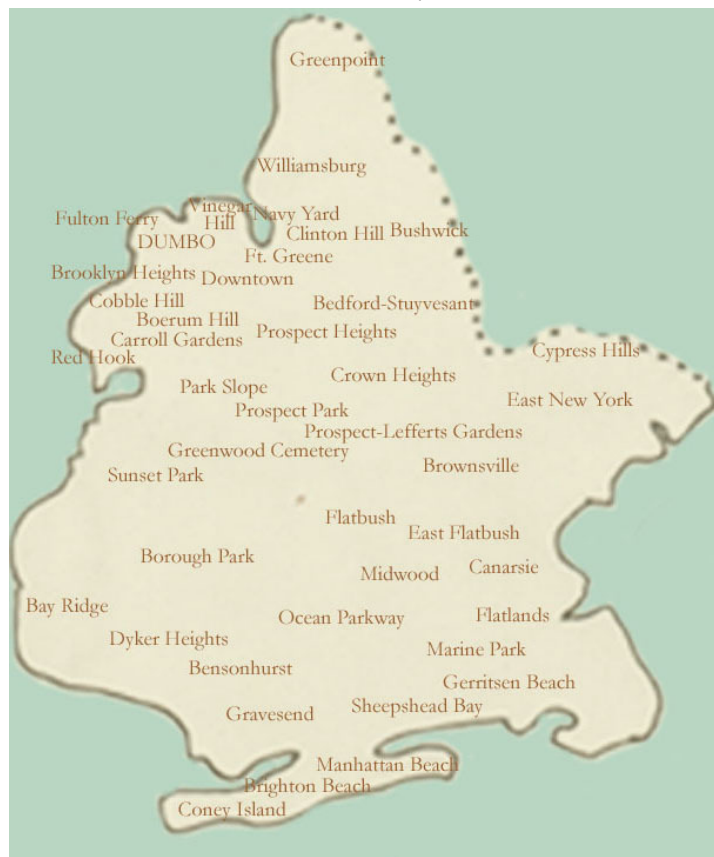 Greenpoint
Williamsburg
Vinegar
Hill
Navy Yard
Fulton Ferry
Clinton Hill
Bushwick
DUMBO
Ft. Greene
Brooklyn Heights
Downtown
Cobble Hill
Bedford-Stuyvesant
Boerum Hill
Prospect Heights
Carroll Gardens
Red Hook
Cypress Hills
Crown Heights
Park Slope
East New York
Prospect Park
Prospect-Lefferts Gardens
Greenwood Cemetery
Brownsville
Sunset Park
Flatbush
East Flatbush
Borough Park
Canarsie
Midwood
Bay Ridge
Ocean Parkway
Flatlands
Dyker Heights
Marine Park
Bensonhurst
Gerritsen Beach
Sheepshead Bay
Gravesend
Manhattan Beach
Brighton Beach
Coney Island